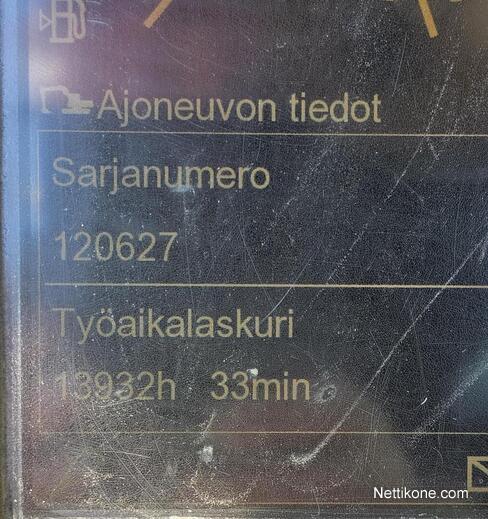 Ajoneuvon tiedot
Sarjanumero
120627
Työaikalaskuri
13932h 33min
Nettikone.com